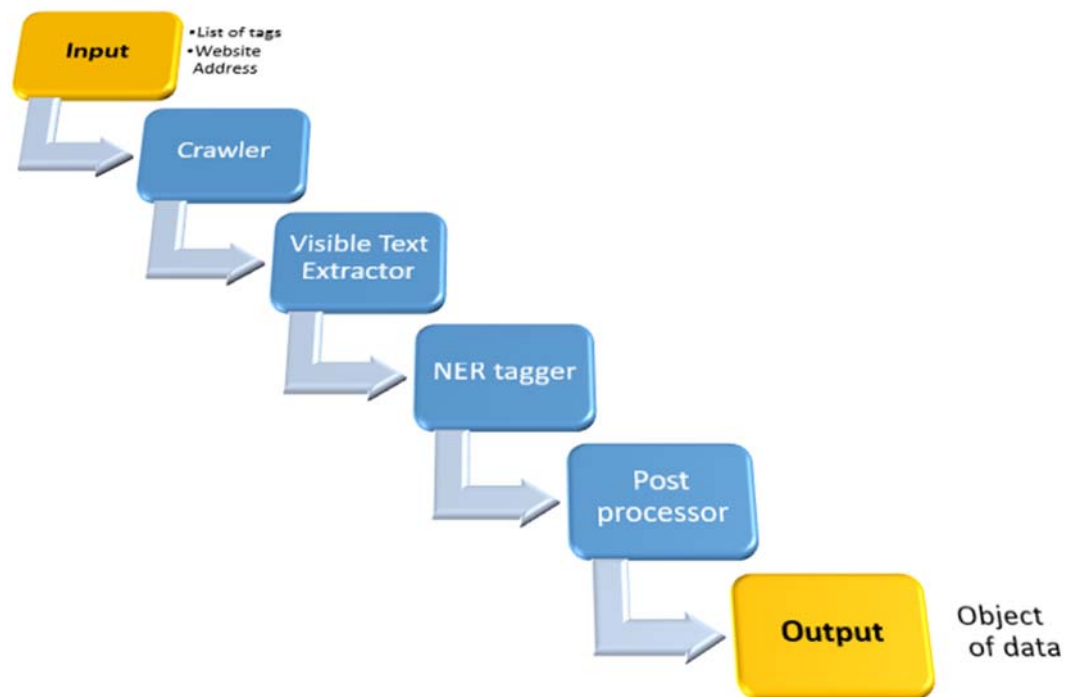 Input
•List of tags
•Website
Address
Crawler
Visible Text
Extractor
NER tagger
Post
processor
Output
Object
of data